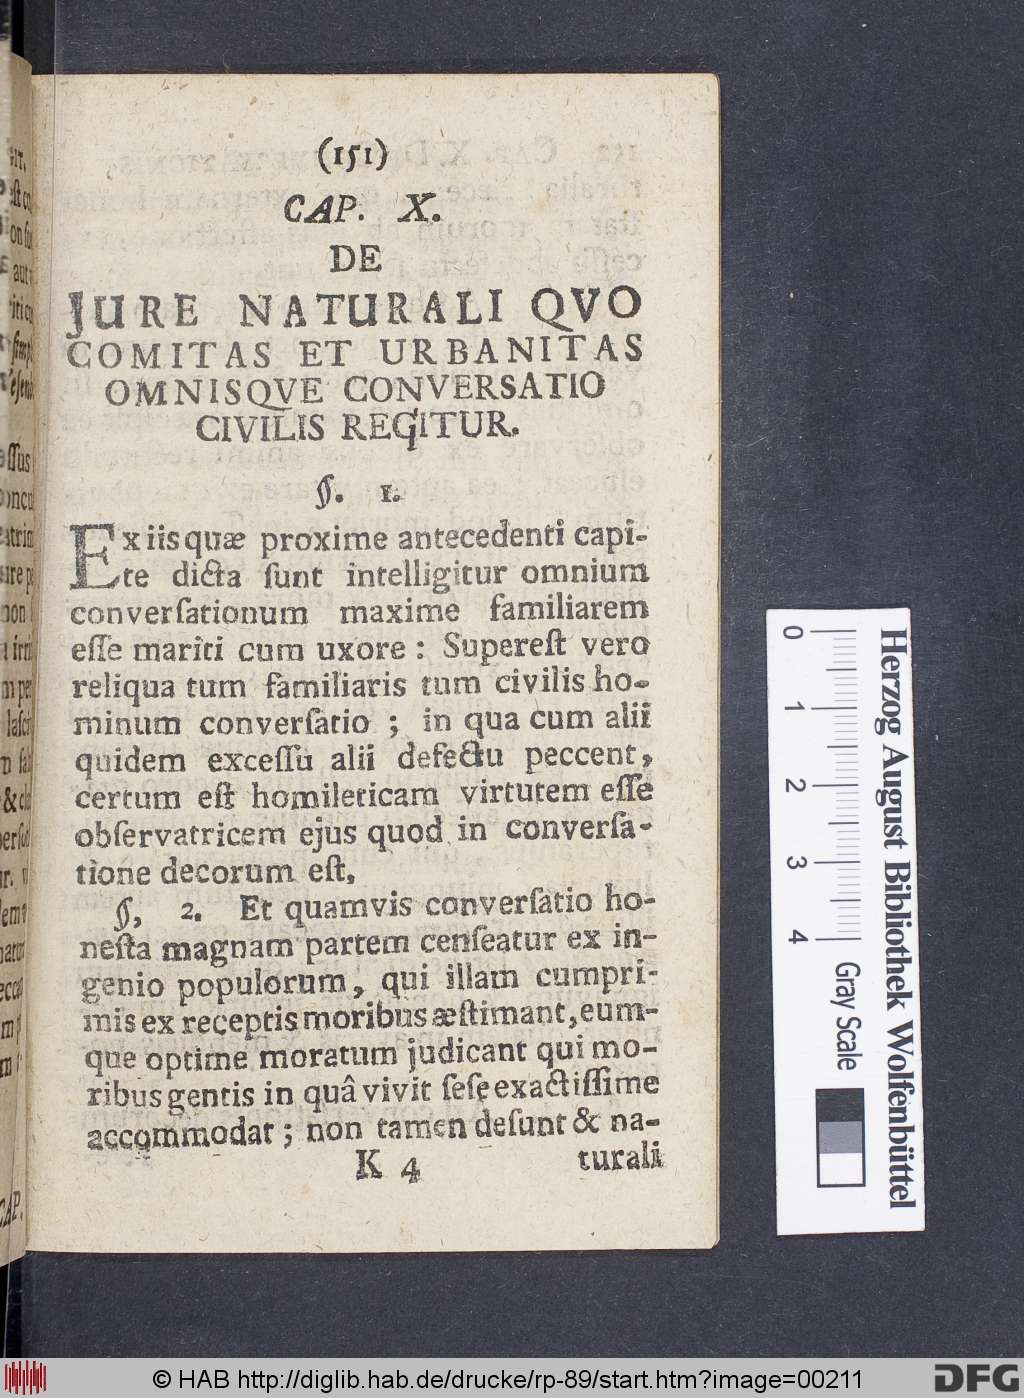 (151)
CAP. X.
DE
JURE NATURALI QVO
COMITAS ET URBANITAS
OMNISQVE CONVERSATIO
CIVILIS REGITUR.
§. 1.
Ex iis quæ proxime antecedenti capi-
te dicta ſunt intelligitur omnium
converſationum maxime familiarem
eſſe mariti cum uxore : Supereſt vero
reliqua tum familiaris tum civilis ho-
minum converſatio ; in qua cum alii
quidem exceſſu alii defectu peccent,
certum eſt homileticam virtutem eſſe
obſervatricem ejus quod in converſa-
tione decorum eſt,
§, 2. Et quamvis converſatio ho-
neſta magnam partem cenſeatur ex in-
genio populorum, qui illam cumpri-
mis ex receptis moribus æſtimant, eum-
que optime moratum judicant qui mo-
ribus gentis in quâ vivit ſeſe exactiſſime
accommodat ; non tamen deſunt & na-
K 4 turali
CAP.
0 1 2 3 4
Gray Scale
Herzog August Bibliothek Wolfenbüttel
© HAB http://diglib.hab.de/drucke/rp-89/start.htm?image=00211
DFG